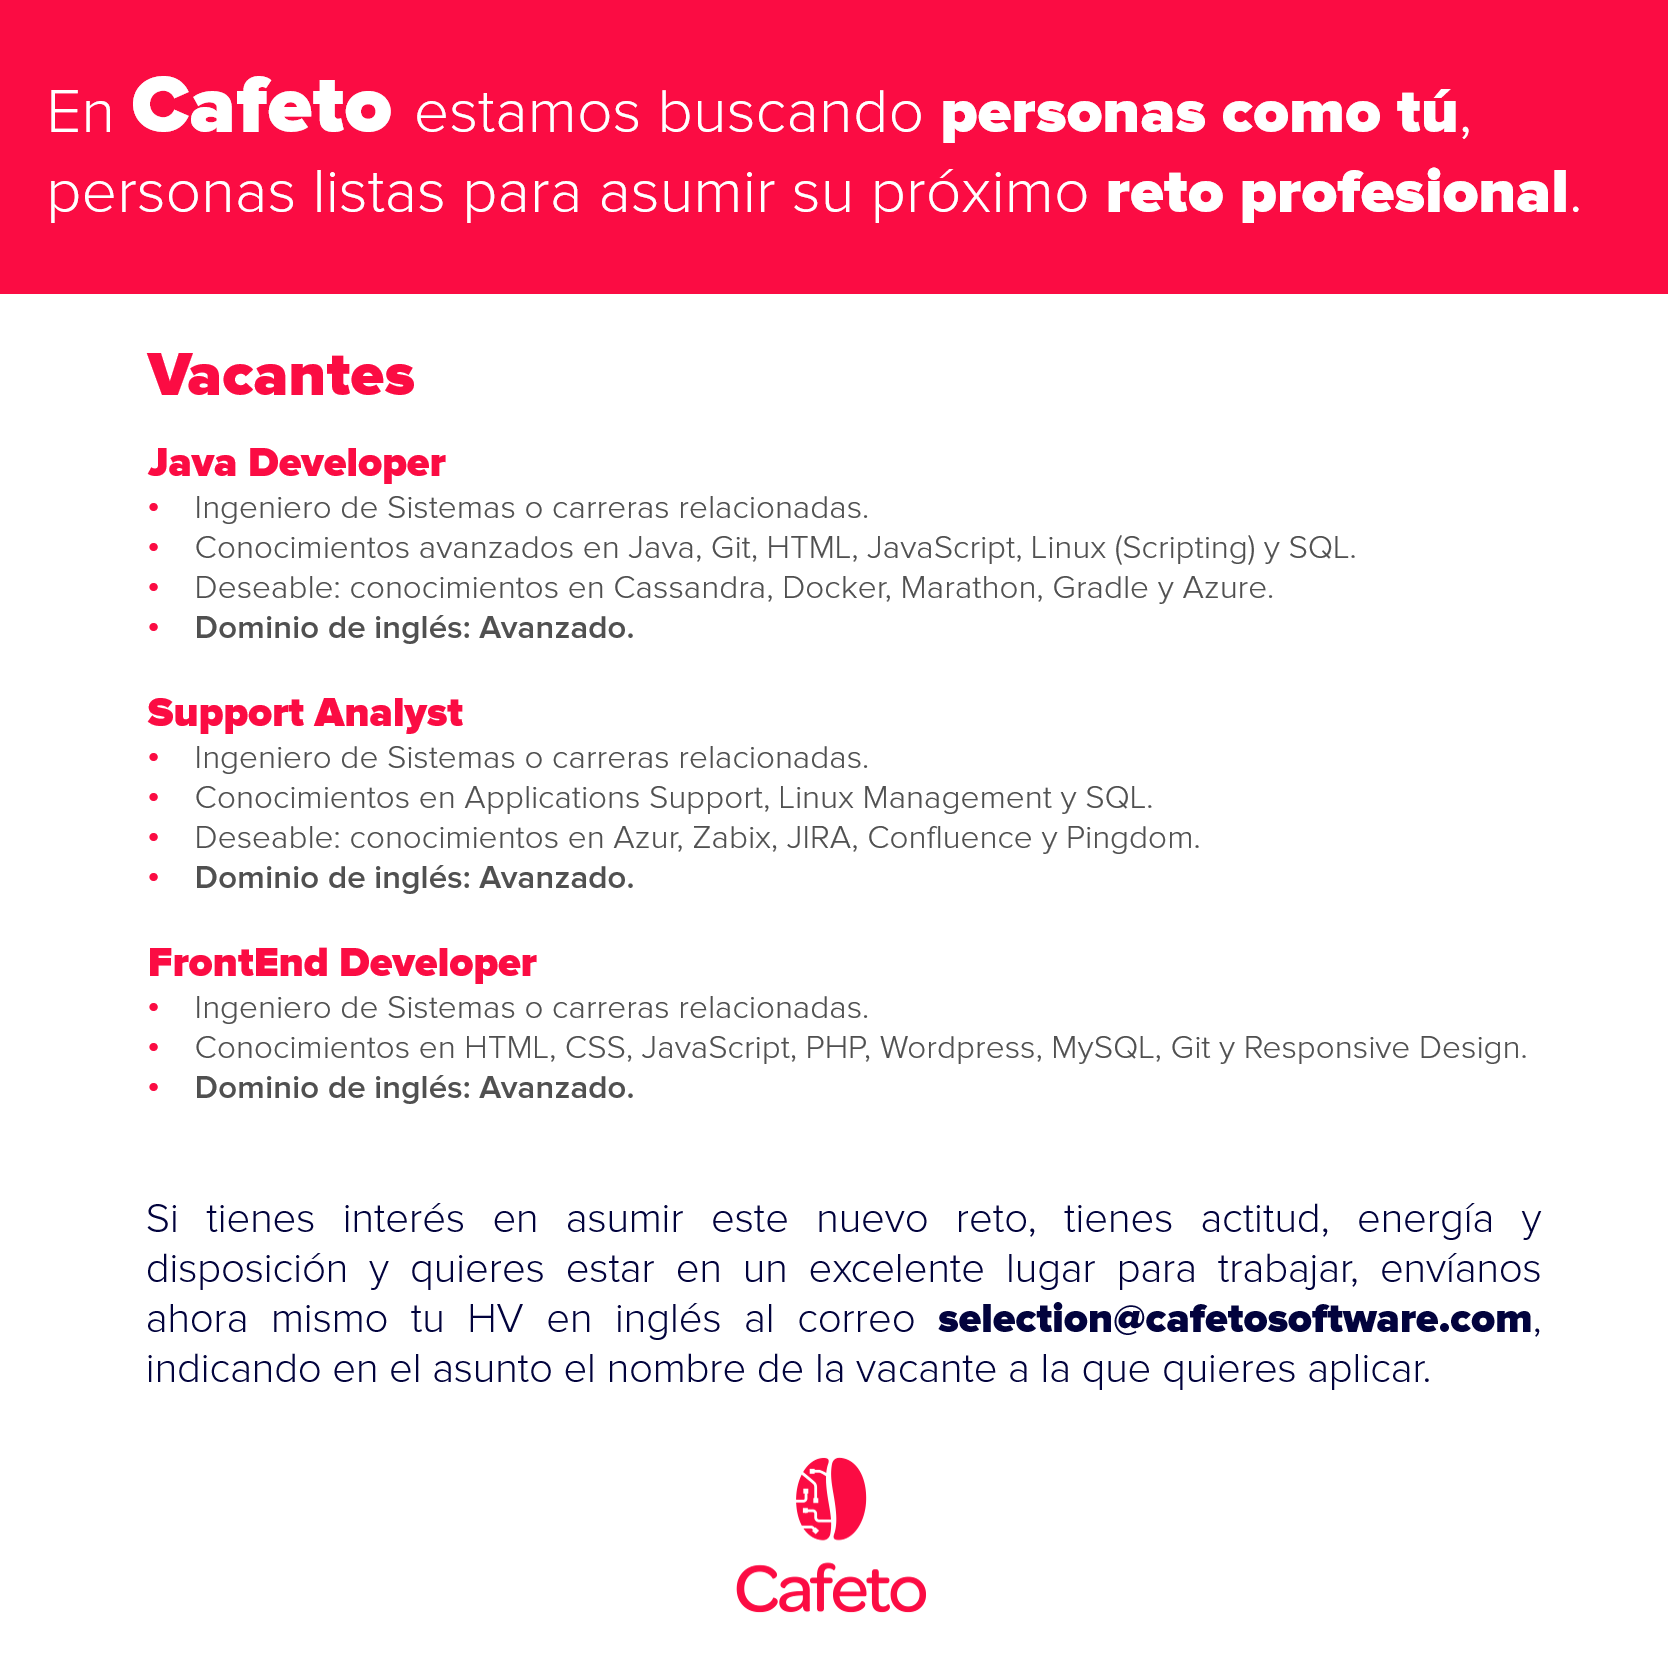 En Cafeto estamos buscando personas como tú,
personas listas para asumir su próximo reto profesional.
Vacantes
Java Developer
• Ingeniero de Sistemas o carreras relacionadas.
• Conocimientos avanzados en Java, Git, HTML, JavaScript, Linux (Scripting) y SQL.
• Deseable: conocimientos en Cassandra, Docker, Marathon, Gradle y Azure.
• Dominio de inglés: Avanzado.
Support Analyst
• Ingeniero de Sistemas o carreras relacionadas.
• Conocimientos en Applications Support, Linux Management y SQL.
• Deseable: conocimientos en Azur, Zabix, JIRA, Confluence y Pingdom.
• Dominio de inglés: Avanzado.
FrontEnd Developer
• Ingeniero de Sistemas o carreras relacionadas.
• Conocimientos en HTML, CSS, JavaScript, PHP, Wordpress, MySQL, Git y Responsive Design.
• Dominio de inglés: Avanzado.
Si tienes interés en asumir este nuevo reto, tienes actitud, energía y
disposición y quieres estar en un excelente lugar para trabajar, envíanos
ahora mismo tu HV en inglés al correo selection@cafetosoftware.com,
indicando en el asunto el nombre de la vacante a la que quieres aplicar.
Cafeto